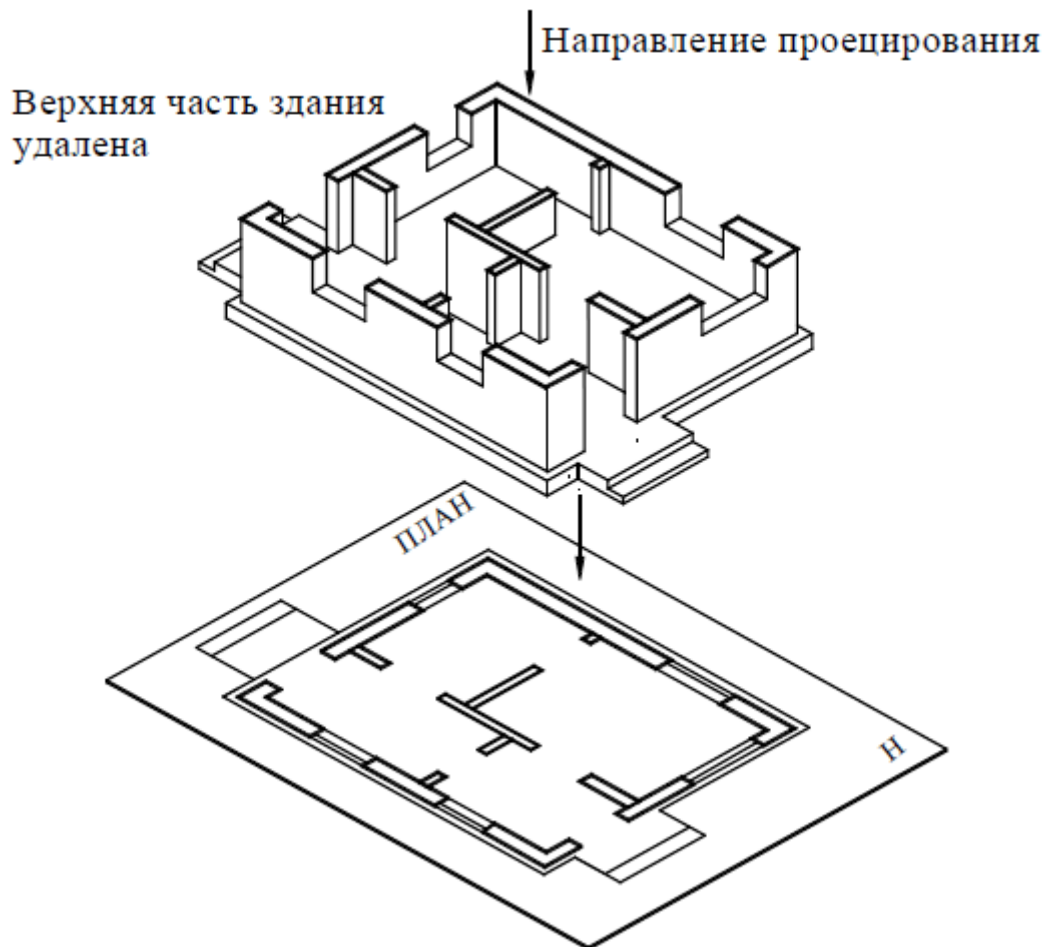 Направление проецирования
Верхняя часть здания
удалена
ПЛАН
Н